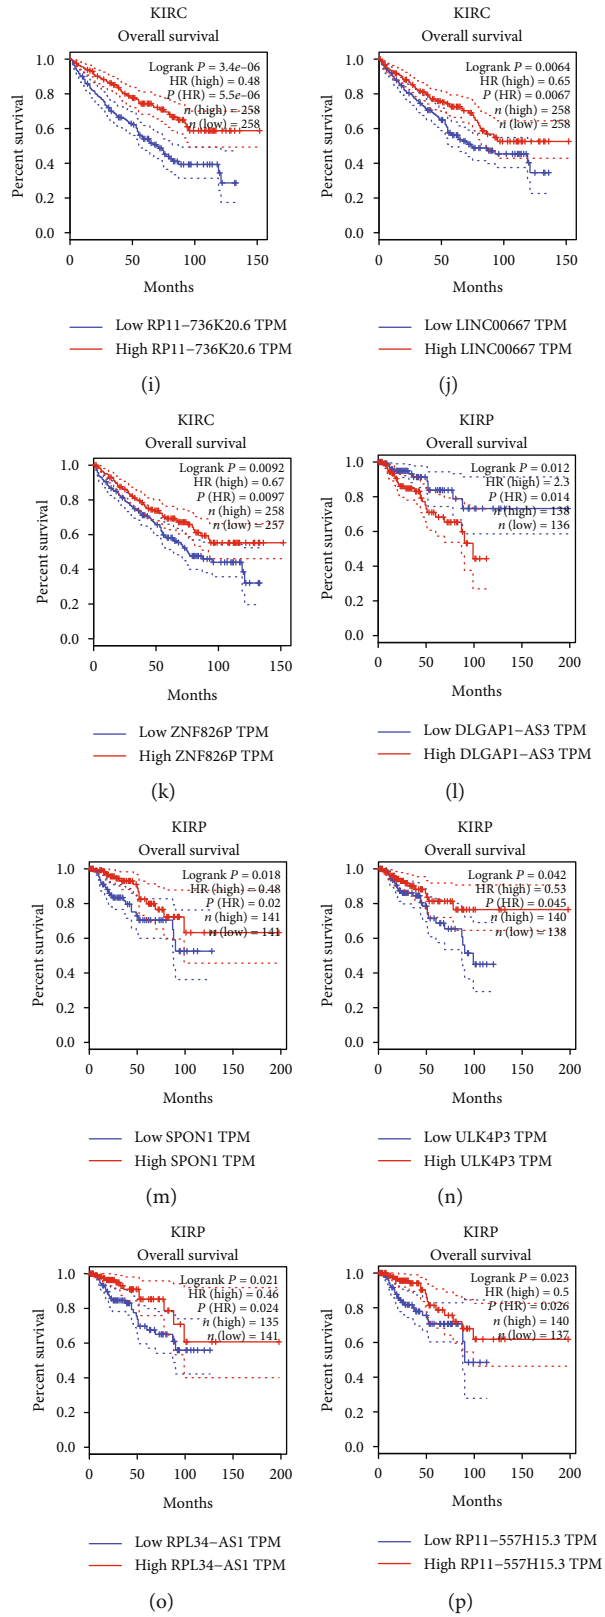 KIRC
Overall survival
Logrank P = 3.4e−06
HR (high) = 0.48
P (HR) = 5.5e−06
n (high) = 258
n (low) = 258
Percent survival
1.0
0.8
0.6
0.4
0.2
0.0
0 50 100 150
Months
Low RP11−736K20.6 TPM
High RP11−736K20.6 TPM
(i)
KIRC
Overall survival
Logrank P = 0.0064
HR (high) = 0.65
P (HR) = 0.0067
n (high) = 258
n (low) = 258
Percent survival
1.0
0.8
0.6
0.4
0.2
0.0
0 50 100 150
Months
Low LINC00667 TPM
High LINC00667 TPM
(j)
KIRC
Overall survival
Logrank P = 0.0092
HR (high) = 0.67
P (HR) = 0.0097
n (high) = 258
n (low) = 257
Percent survival
1.0
0.8
0.6
0.4
0.2
0.0
0 50 100 150
Months
Low ZNF826P TPM
High ZNF826P TPM
(k)
KIRP
Overall survival
Logrank P = 0.012
HR (high) = 2.3
P (HR) = 0.014
n (high) = 138
n (low) = 136
Percent survival
1.0
0.8
0.6
0.4
0.2
0.0
0 50 100 150 200
Months
Low DLGAP1−AS3 TPM
High DLGAP1−AS3 TPM
(l)
KIRP
Overall survival
Logrank P = 0.018
HR (high) = 0.48
P (HR) = 0.02
n (high) = 141
n (low) = 141
Percent survival
1.0
0.8
0.6
0.4
0.2
0.0
0 50 100 150 200
Months
Low SPON1 TPM
High SPON1 TPM
(m)
KIRP
Overall survival
Logrank P = 0.042
HR (high) = 0.53
P (HR) = 0.045
n (high) = 140
n (low) = 138
Percent survival
1.0
0.8
0.6
0.4
0.2
0.0
0 50 100 150 200
Months
Low ULK4P3 TPM
High ULK4P3 TPM
(n)
KIRP
Overall survival
Logrank P = 0.021
HR (high) = 0.46
P (HR) = 0.024
n (high) = 135
n (low) = 141
Percent survival
1.0
0.8
0.6
0.4
0.2
0.0
0 50 100 150 200
Months
Low RPL34−AS1 TPM
High RPL34−AS1 TPM
(o)
KIRP
Overall survival
Logrank P = 0.023
HR (high) = 0.5
P (HR) = 0.026
n (high) = 140
n (low) = 137
Percent survival
1.0
0.8
0.6
0.4
0.2
0.0
0 50 100 150 200
Months
Low RP11−557H15.3 TPM
High RP11−557H15.3 TPM
(p)